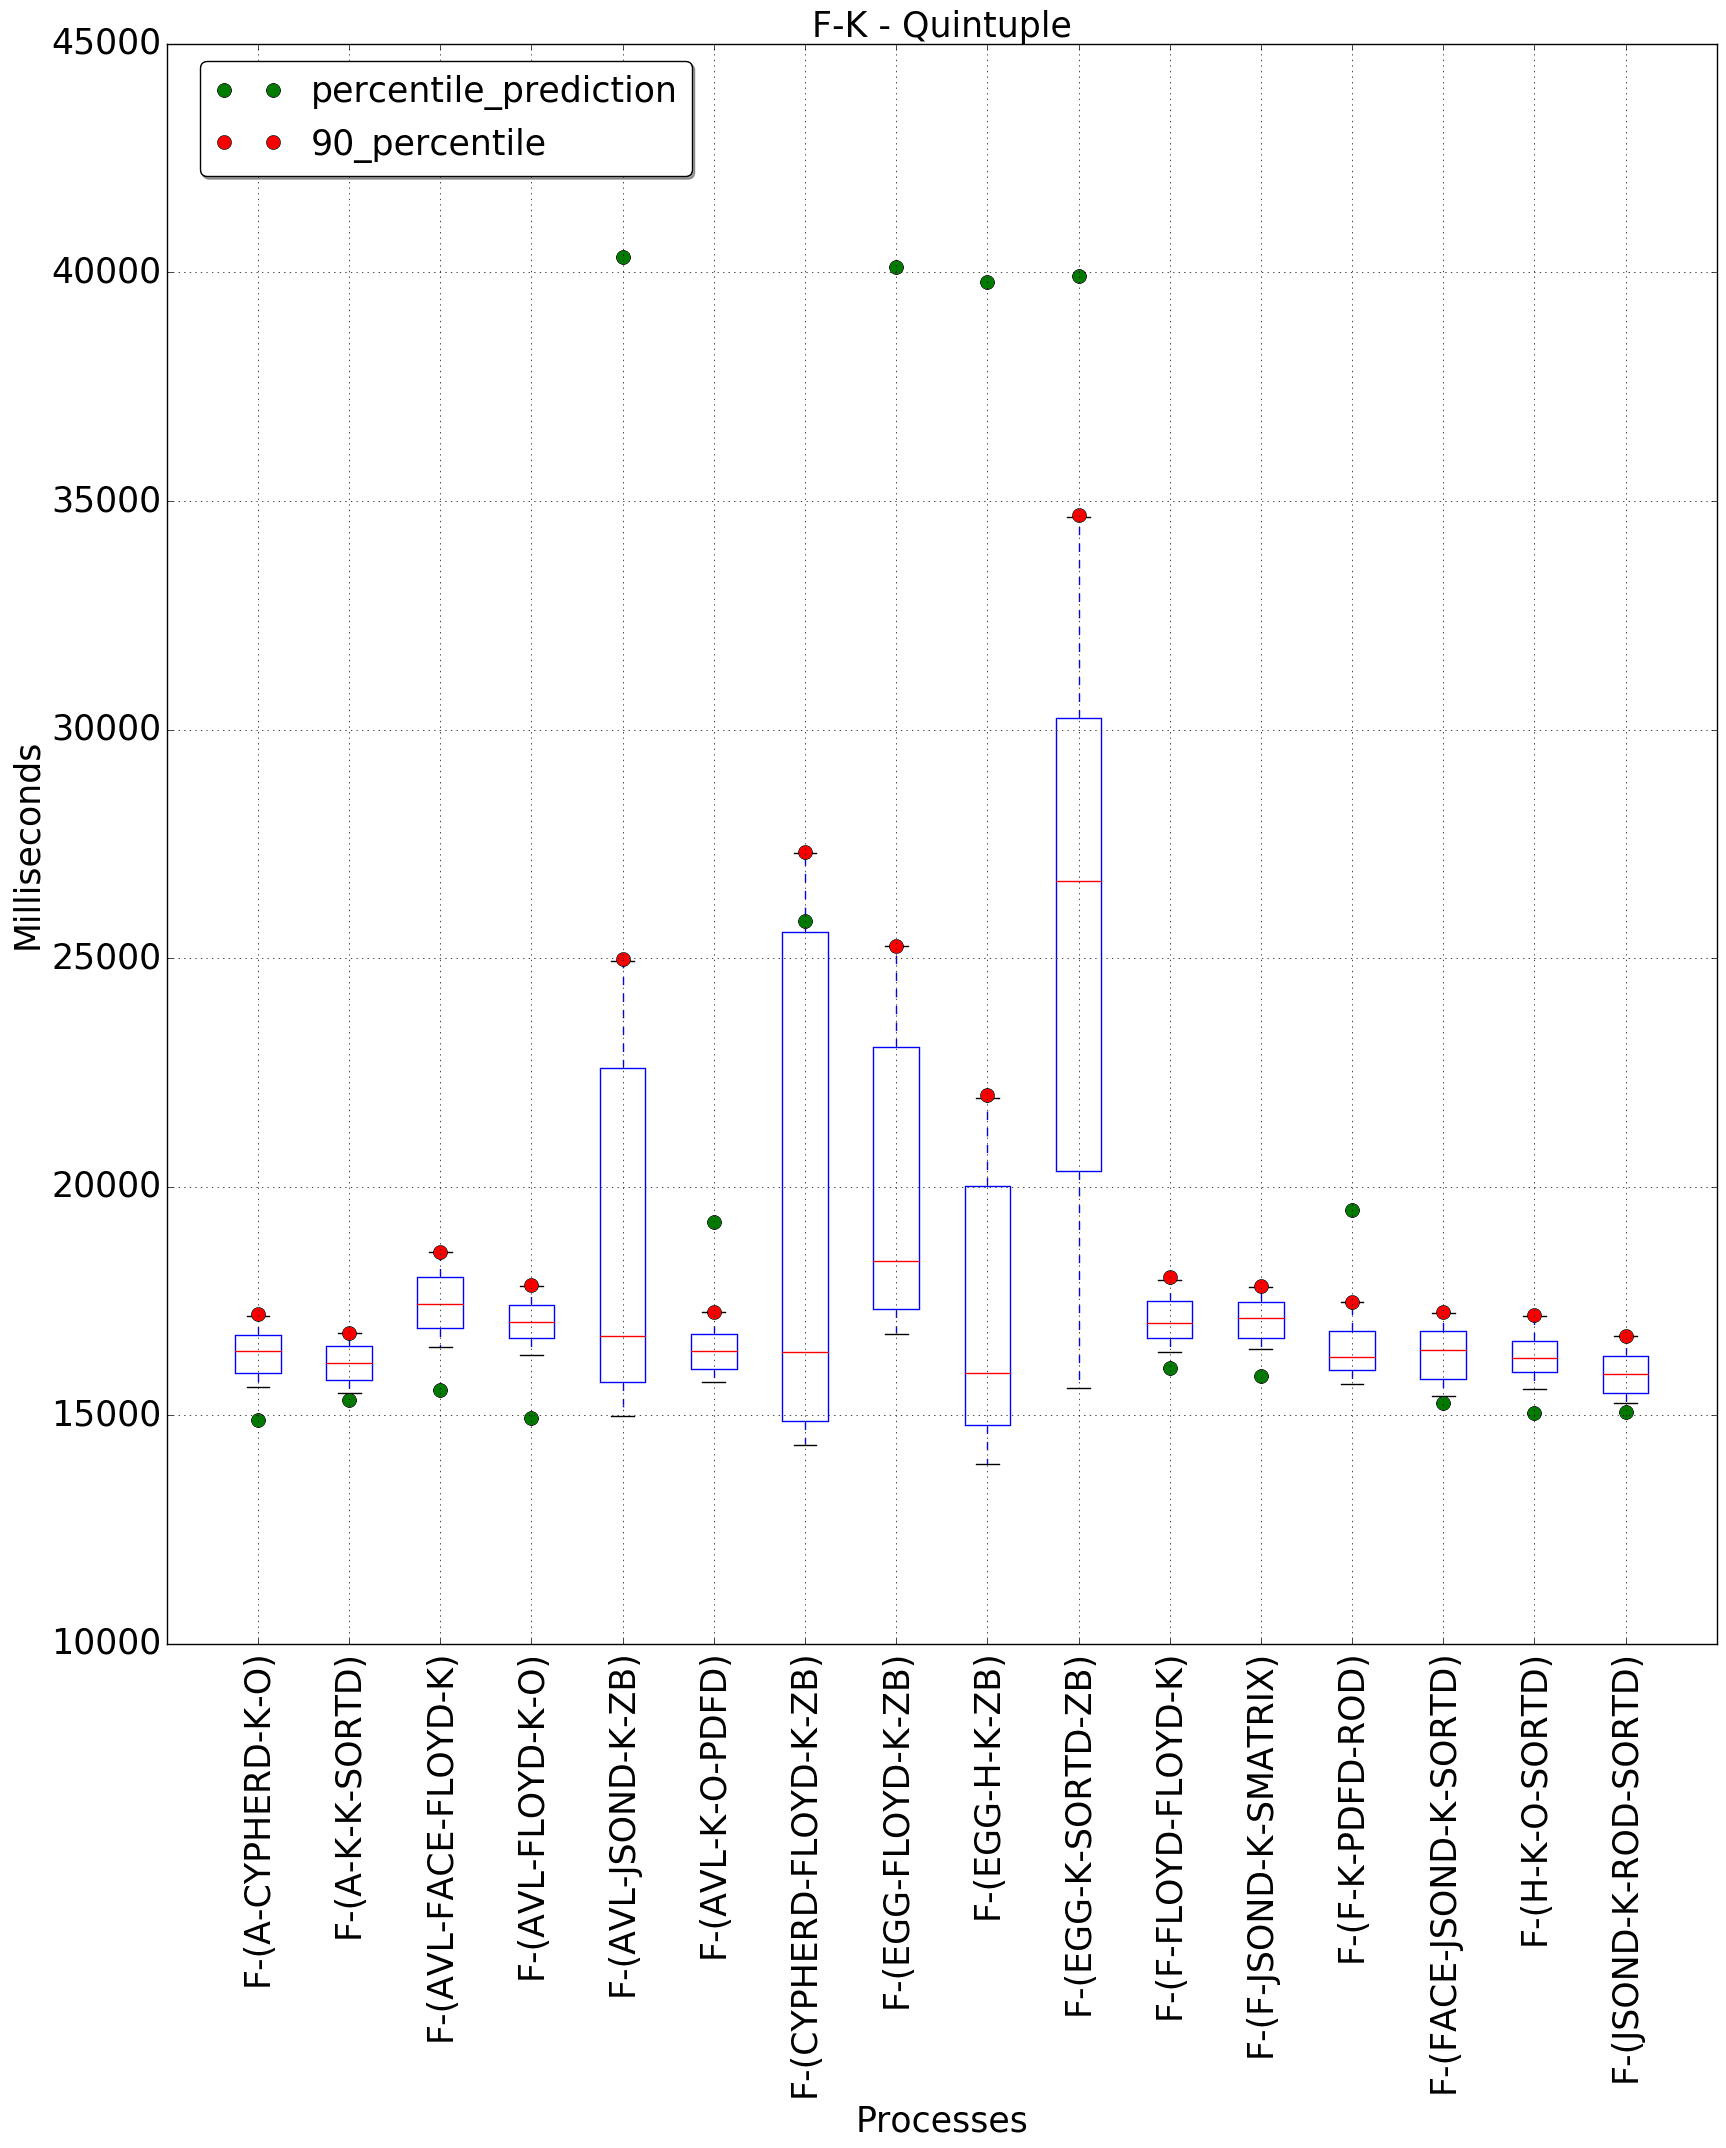 F-K - Quintuple
percentile_prediction
90_percentile
45000
40000
35000
30000
25000
20000
15000
10000
Milliseconds
F-(A-CYPHERD-K-O)
F-(A-K-K-SORTD)
F-(AVL-FACE-FLOYD-K)
F-(AVL-FLOYD-K-O)
F-(AVL-JSOND-K-ZB)
F-(AVL-K-O-PDFD)
F-(CYPHERD-FLOYD-K-ZB)
F-(EGG-FLOYD-K-ZB)
F-(EGG-H-K-ZB)
F-(EGG-K-SORTD-ZB)
F-(F-FLOYD-FLOYD-K)
F-(F-JSOND-K-SMATRIX)
F-(F-K-PDFD-ROD)
F-(FACE-JSOND-K-SORTD)
F-(H-K-O-SORTD)
F-(JSOND-K-ROD-SORTD)
Processes